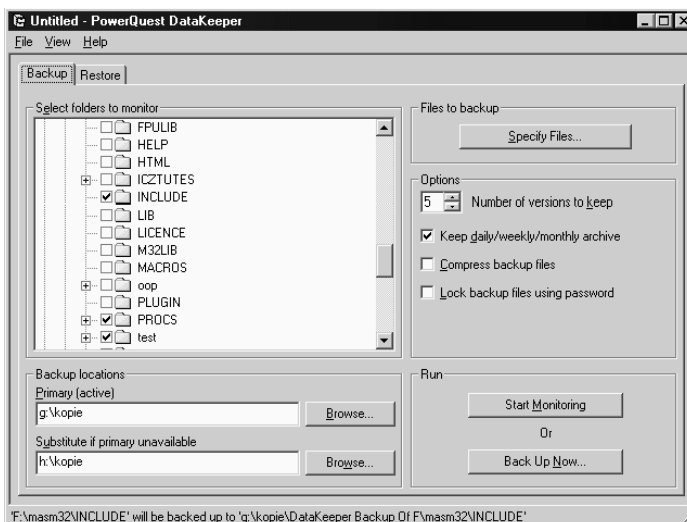 Untitled - PowerQuest DataKeeper
File View Help
Backup Restore
Select folders to monitor
FPULIB
HELP
HTML
ICZTUTES
INCLUDE
LIB
LICENCE
M32LIB
MACROS
oop
PLUGIN
PROCS
test
Files to backup
Specify Files...
Options
5 Number of versions to keep
Keep daily/weekly/monthly archive
Compress backup files
Lock backup files using password
Backup locations
Primary (active)
g:\kopie
Browse...
Substitute if primary unavailable
h:\kopie
Browse...
Run
Start Monitoring
Or
Back Up Now...
'F:\masm32\INCLUDE' will be backed up to 'g:\kopie\DataKeeper Backup Of F\masm32\INCLUDE'